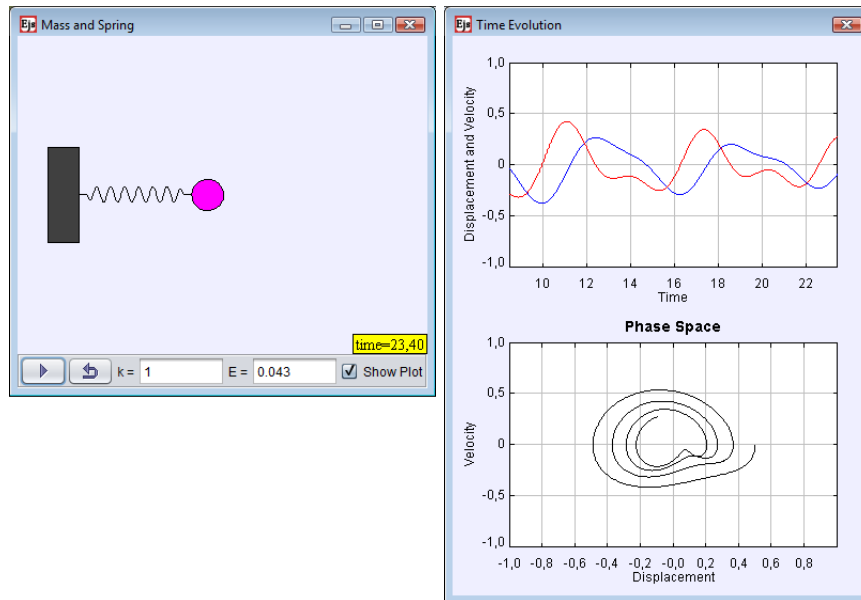 Ejs Mass and Spring
time=23,40
k = 1 E = 0.043 Show Plot
Ejs Time Evolution
1,0
0,5
0
-0,5
-1,0
Displacement and Velocity
10 12 14 16 18 20 22
Time
Phase Space
1,0
0,5
0
-0,5
-1,0
Velocity
-1,0 -0,8 -0,6 -0,4 -0,2 -0,0 0,2 0,4 0,6 0,8
Displacement